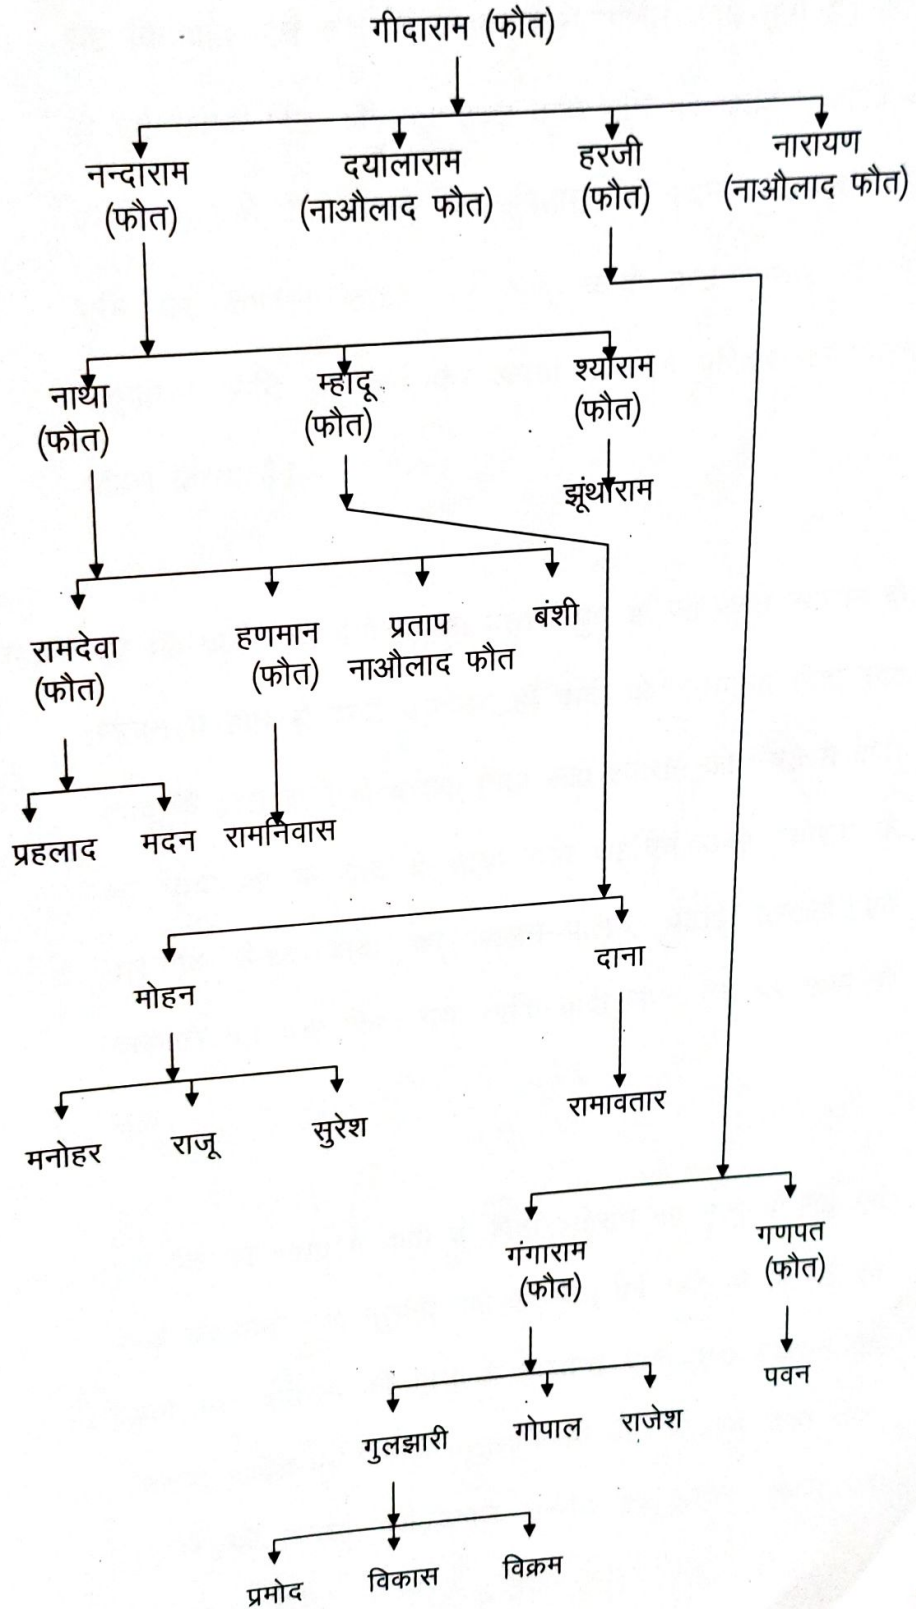 गीदाराम (फौत)
नन्दाराम
(फौत)
दयालाराम
(नाऔलाद फौत)
हरजी
(फौत)
नारायण
(नाऔलाद फौत)
नाथा
(फौत)
म्हादू
(फौत)
श्योराम
(फौत)
झूंथाराम
रामदेवा
(फौत)
हणमान
(फौत)
प्रताप
नाऔलाद फौत
बंशी
प्रहलाद
मदन
रामनिवास
मोहन
दाना
मनोहर
राजू
सुरेश
रामावतार
गंगाराम
(फौत)
गणपत
(फौत)
पवन
गुलझारी
गोपाल
राजेश
प्रमोद
विकास
विक्रम